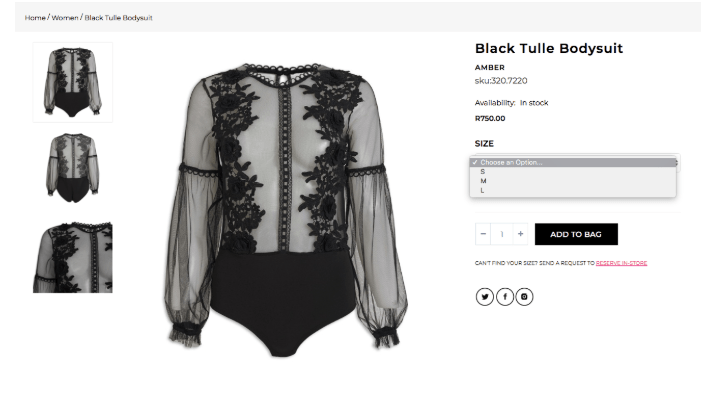 Home / Women / Black Tulle Bodysuit
Black Tulle Bodysuit
AMBER
sku:320.7220
Availability: In stock
R750.00
SIZE
✓ Choose an Option...
S
M
L
− 1 +
ADD TO BAG
CAN'T FIND YOUR SIZE? SEND A REQUEST TO RESERVE IN-STORE